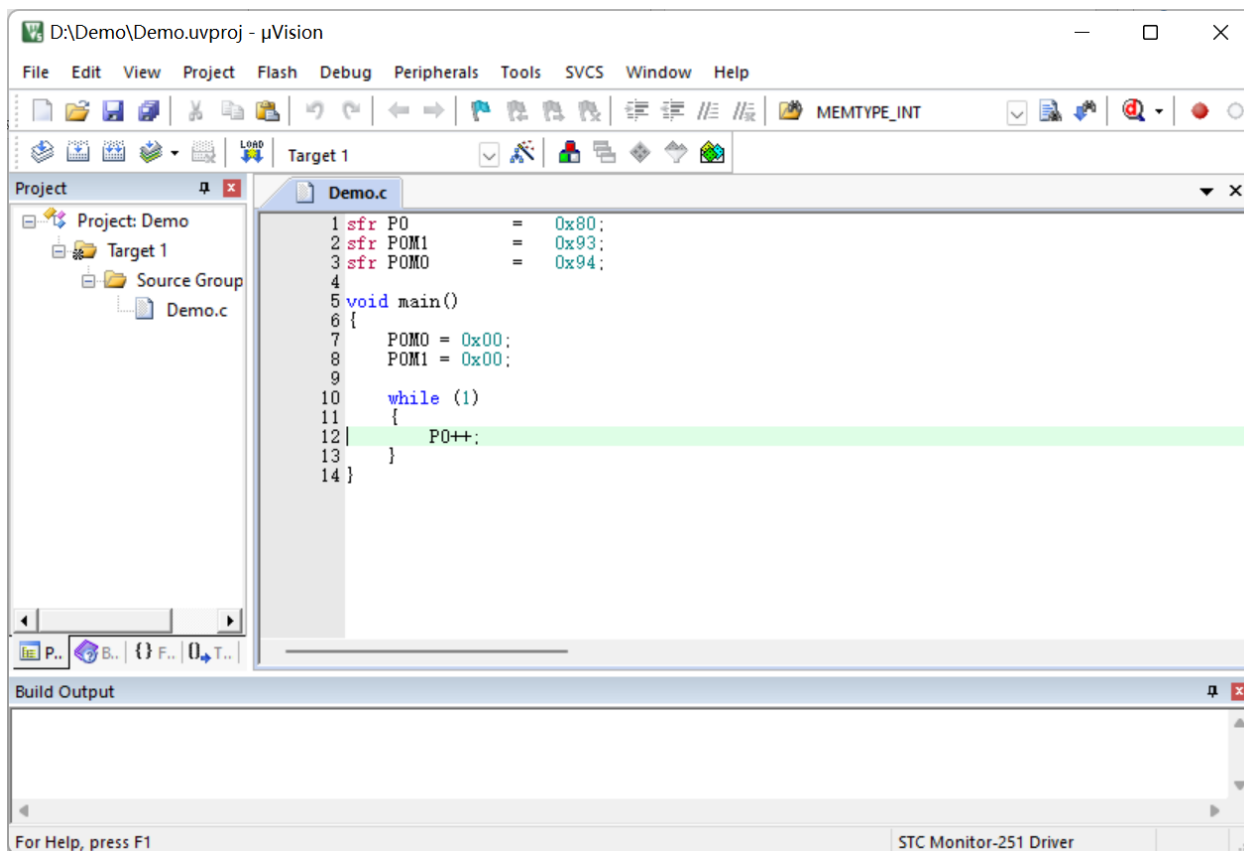 D:\Demo\Demo.uvproj - µVision
File Edit View Project Flash Debug Peripherals Tools SVCS Window Help
MEMTYPE_INT
LOAD Target 1
Project
Demo.c
Project: Demo
Target 1
Source Group
Demo.c
1 sfr P0 = 0x80;
2 sfr P0M1 = 0x93;
3 sfr P0M0 = 0x94;
4
5 void main()
6 {
7 P0M0 = 0x00;
8 P0M1 = 0x00;
9
10 while (1)
11 {
12 P0++;
13 }
14 }
P.. B.. {} F.. 0 T..
Build Output
For Help, press F1
STC Monitor-251 Driver